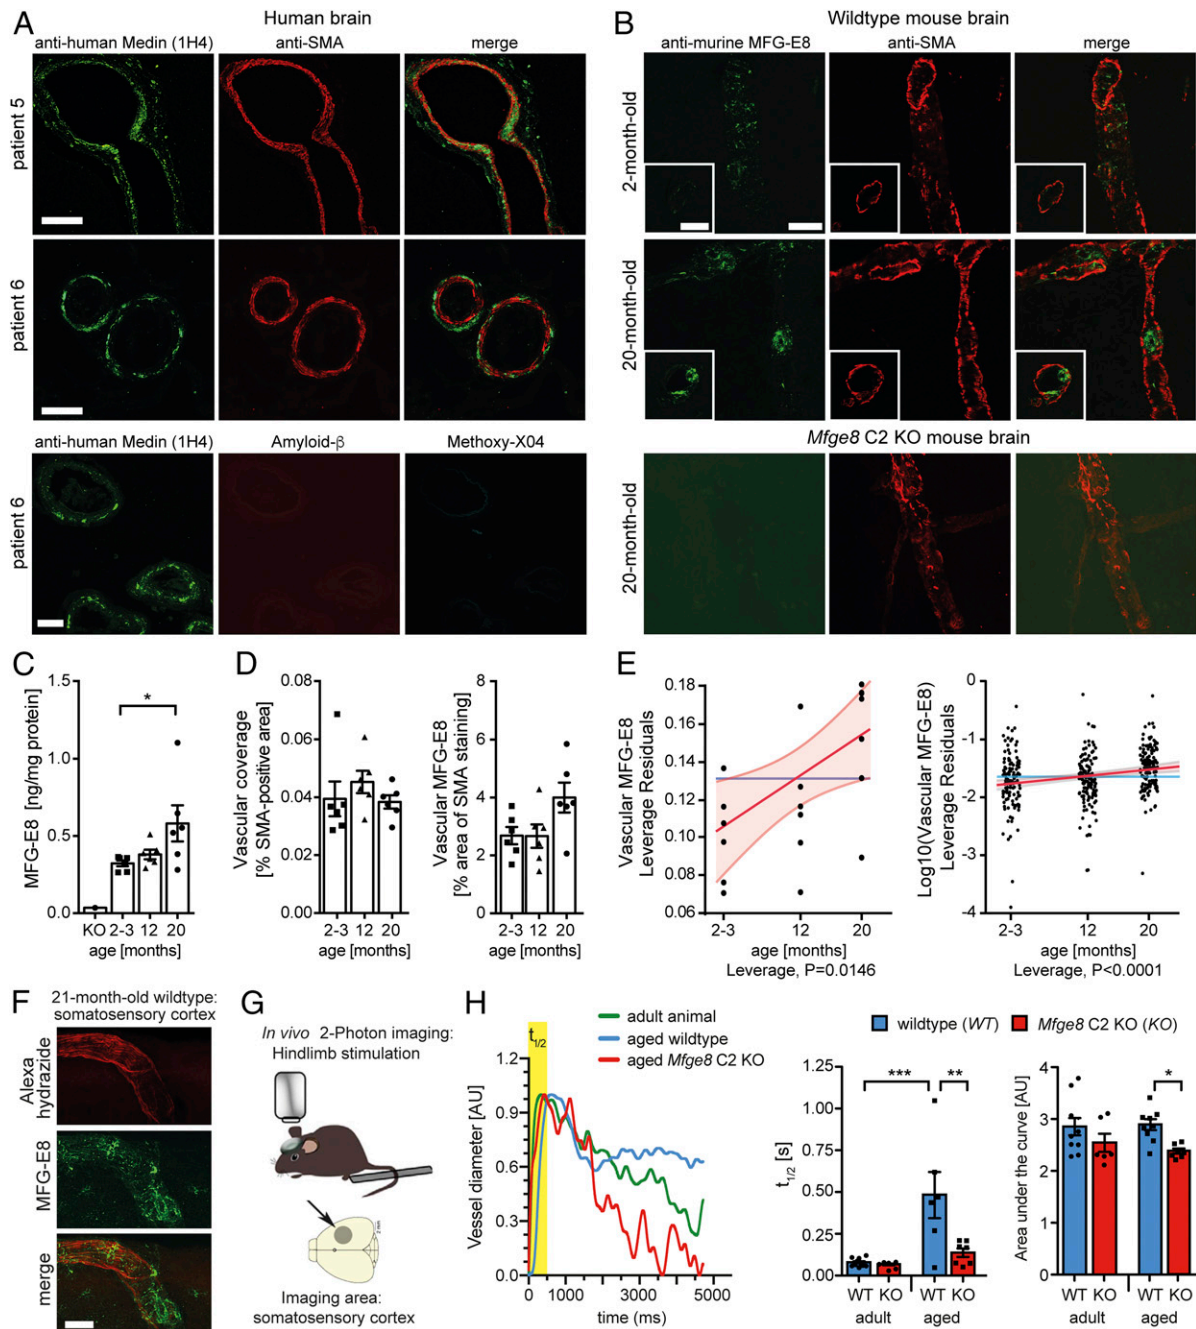 A
Human brain
anti-human Medin (1H4)
anti-SMA
merge
patient 5
patient 6
anti-human Medin (1H4)
Amyloid-β
Methoxy-X04
patient 6
B
Wildtype mouse brain
anti-murine MFG-E8
anti-SMA
merge
2-month-old
20-month-old
Mfge8 C2 KO mouse brain
20-month-old
C
MFG-E8 [ng/mg protein]
1.5
1.0
0.5
0.0
*
KO 2-3 12 20
age [months]
D
Vascular coverage
[% SMA-positive area]
0.08
0.06
0.04
0.02
0.00
2-3 12 20
age [months]
Vascular MFG-E8
[% area of SMA staining]
8
6
4
2
0
2-3 12 20
age [months]
E
Vascular MFG-E8
Leverage Residuals
0.18
0.16
0.14
0.12
0.10
0.08
0.06
2-3 12 20
age [months]
Leverage, P=0.0146
Log10(Vascular MFG-E8)
Leverage Residuals
0
-1
-2
-3
-4
2-3 12 20
age [months]
Leverage, P<0.0001
F
21-month-old wildtype:
somatosensory cortex
Alexa
hydrazide
MFG-E8
merge
G
In vivo 2-Photon imaging:
Hindlimb stimulation
2 mm
Imaging area:
somatosensory cortex
H
adult animal
aged wildtype
aged Mfge8 C2 KO
t1/2
Vessel diameter [AU]
1.2
0.9
0.6
0.3
0
0 1000 3000 5000
time (ms)
wildtype (WT)
Mfge8 C2 KO (KO)
t1/2 [s]
1.25
1.00
0.75
0.50
0.25
0.00
***
**
WT KO WT KO
adult aged
Area under the curve [AU]
4
3
2
1
0
*
WT KO WT KO
adult aged